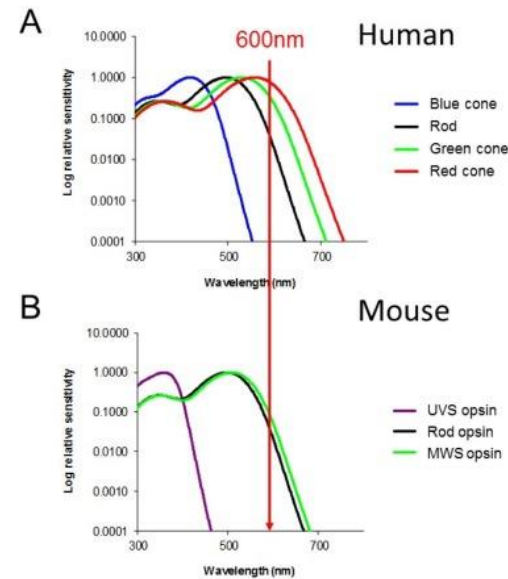 A
Human
600nm
10.0000
1.0000
0.1000
0.0100
0.0010
0.0001
Log relative sensitivity
300
500
700
Wavelength (nm)
Blue cone
Rod
Green cone
Red cone
B
Mouse
10.0000
1.0000
0.1000
0.0100
0.0010
0.0001
Log relative sensitivity
300
500
700
Wavelength (nm)
UVS opsin
Rod opsin
MWS opsin